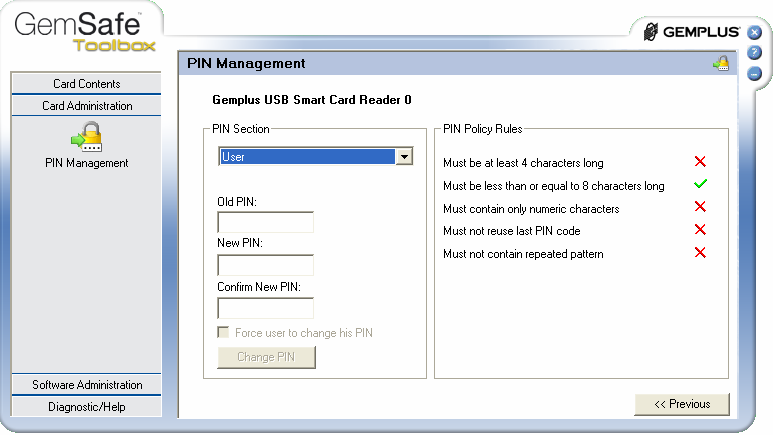 GemSafe™
Toolbox
GEMPLUS
PIN Management
Card Contents
Card Administration
PIN Management
Software Administration
Diagnostic/Help
Gemplus USB Smart Card Reader 0
PIN Section
User
Old PIN:
New PIN:
Confirm New PIN:
Force user to change his PIN
Change PIN
PIN Policy Rules
Must be at least 4 characters long
Must be less than or equal to 8 characters long
Must contain only numeric characters
Must not reuse last PIN code
Must not contain repeated pattern
<< Previous